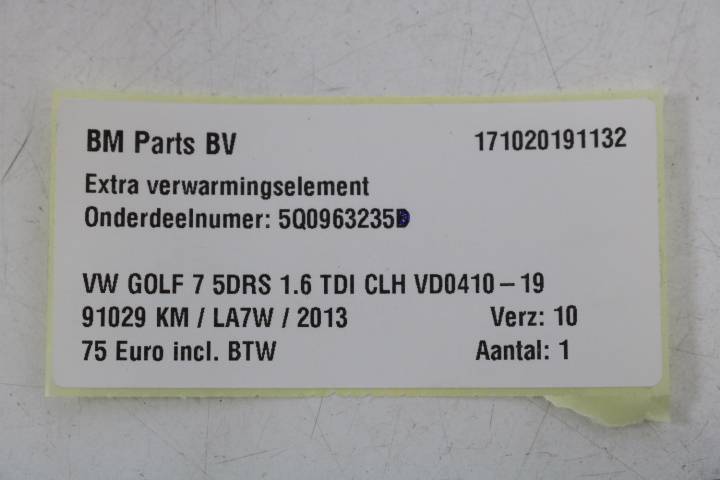 BM Parts BV 171020191132
Extra verwarmingselement
Onderdeelnumer: 5Q0963235
VW GOLF 7 5DRS 1.6 TDI CLH VD0410-19
91029 KM / LA7W / 2013 Verz: 10
75 Euro incl. BTW Aantal: 1